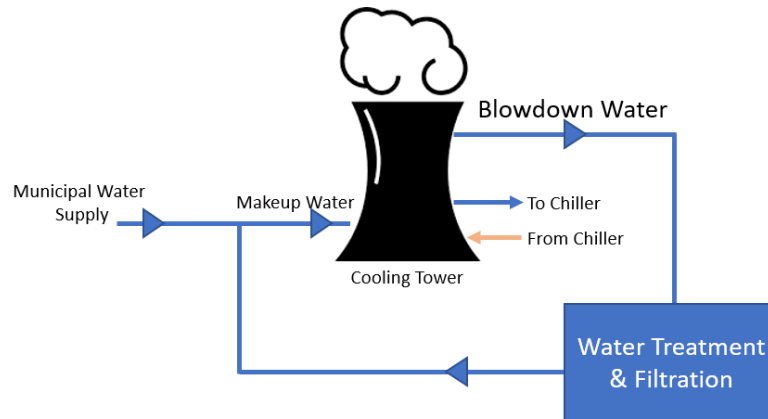 Blowdown Water
Municipal Water
Supply
Makeup Water
To Chiller
From Chiller
Cooling Tower
Water Treatment
& Filtration